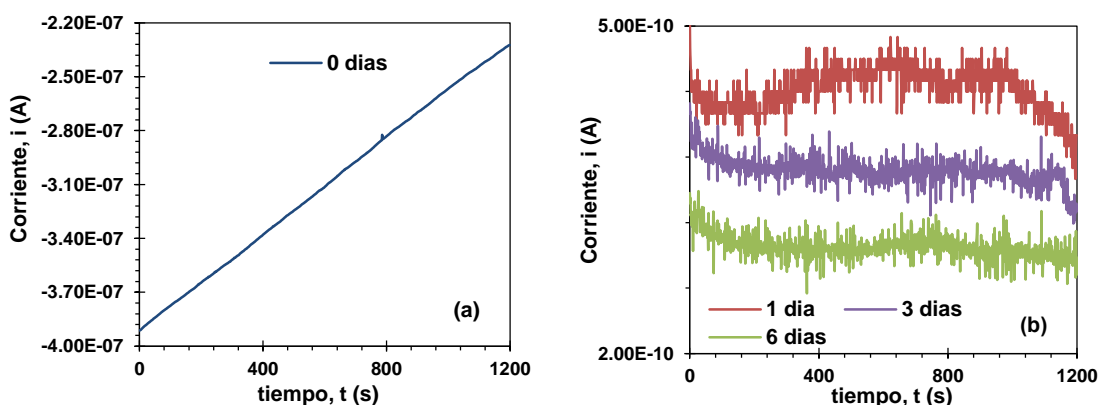 -2.20E-07
-2.50E-07
-2.80E-07
-3.10E-07
-3.40E-07
-3.70E-07
-4.00E-07
Corriente, i (A)
0 dias
(a)
0
400
800
1200
tiempo, t (s)
5.00E-10
2.00E-10
Corriente, i (A)
1 dia
3 dias
6 dias
(b)
0
400
800
1200
tiempo, t (s)